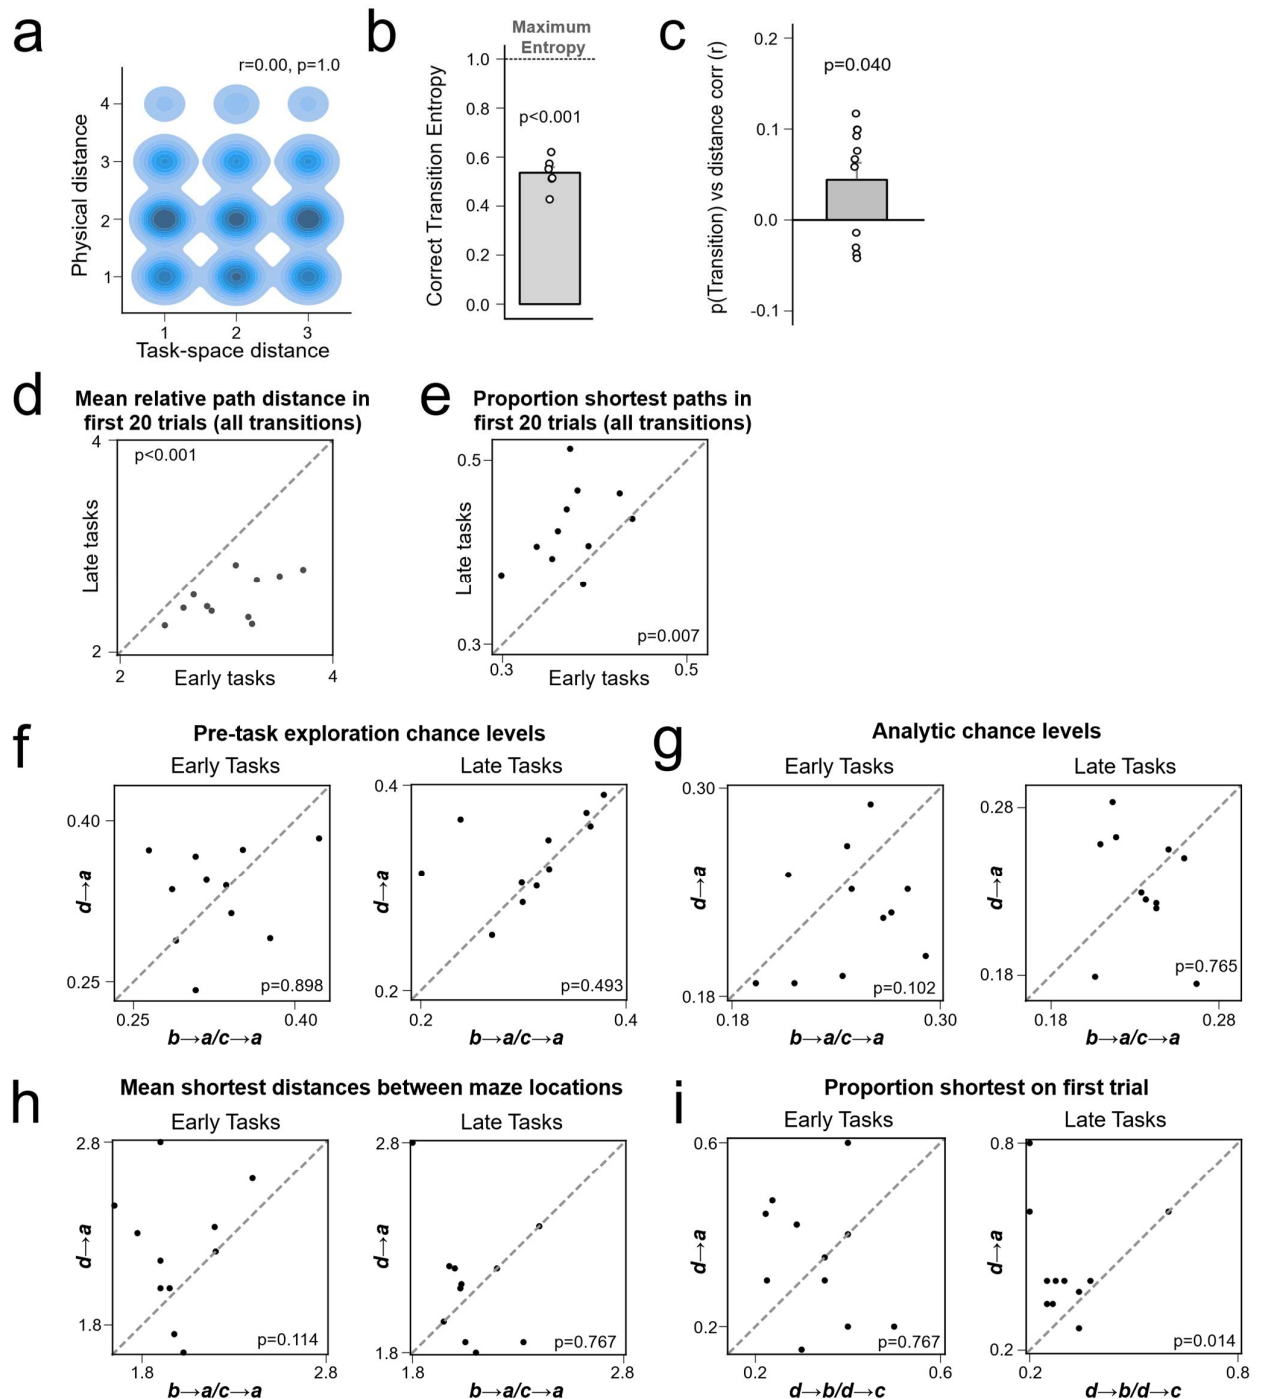 a
r=0.00, p=1.0
Physical distance
4
3
2
1
1
2
3
Task-space distance
b
Maximum
Entropy
Correct Transition Entropy
1.0
0.8
0.6
0.4
0.2
0.0
p<0.001
c
p(Transition) vs distance corr (r)
0.2
0.1
0.0
-0.1
p=0.040
d
Mean relative path distance in
first 20 trials (all transitions)
4
p<0.001
Late tasks
2
2
Early tasks
4
e
Proportion shortest paths in
first 20 trials (all transitions)
0.5
Late tasks
0.3
p=0.007
0.3
Early tasks
0.5
f
Pre-task exploration chance levels
Early Tasks
0.40
d→a
0.25
p=0.898
0.25
0.40
b→a/c→a
Late Tasks
0.4
d→a
0.2
p=0.493
0.2
0.4
b→a/c→a
g
Analytic chance levels
Early Tasks
0.30
d→a
0.18
p=0.102
0.18
0.30
b→a/c→a
Late Tasks
0.28
d→a
0.18
p=0.765
0.18
0.28
b→a/c→a
h
Mean shortest distances between maze locations
Early Tasks
2.8
d→a
1.8
p=0.114
1.8
2.8
b→a/c→a
Late Tasks
2.8
d→a
1.8
p=0.767
1.8
2.8
b→a/c→a
i
Proportion shortest on first trial
Early Tasks
0.6
d→a
0.2
p=0.767
0.2
0.6
d→b/d→c
Late Tasks
0.8
d→a
0.2
p=0.014
0.2
0.8
d→b/d→c